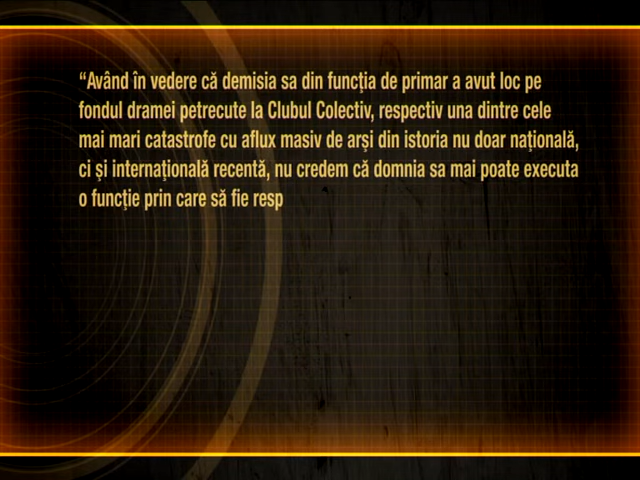 “Având în vedere că demisia sa din funcția de primar a avut loc pe
fondul dramei petrecute la Clubul Colectiv, respectiv una dintre cele
mai mari catastrofe cu aflux masiv de arși din istoria nu doar națională,
ci și internațională recentă, nu credem că domnia sa mai poate executa
o funcție prin care să fie resp